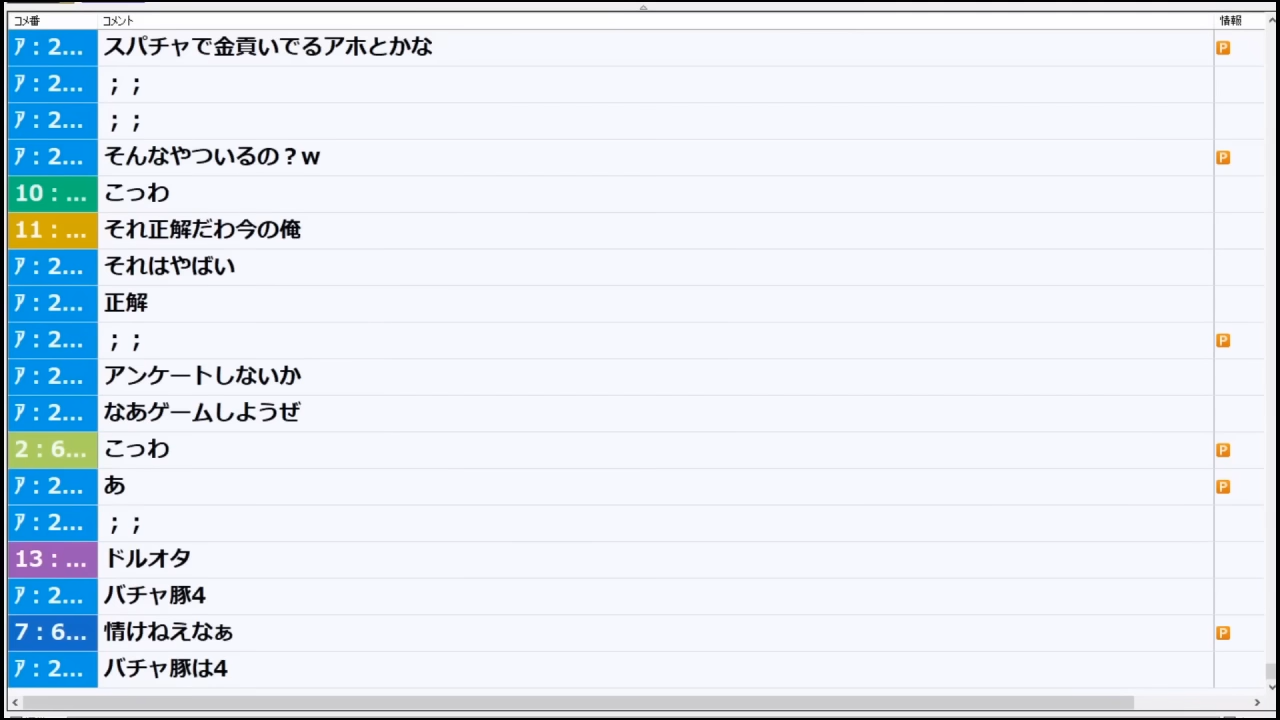 コメ番 コメント 情報
ｱ：2... スパチャで金貢いでるアホとかな P
ｱ：2... ；；
ｱ：2... ；；
ｱ：2... そんなやついるの？w P
10：... こっわ
11：... それ正解だわ今の俺
ｱ：2... それはやばい
ｱ：2... 正解
ｱ：2... ；； P
ｱ：2... アンケートしないか
ｱ：2... なあゲームしようぜ
2：6... こっわ P
ｱ：2... あ P
ｱ：2... ；；
13：... ドルオタ
ｱ：2... バチャ豚4
7：6... 情けねえなぁ P
ｱ：2... バチャ豚は4